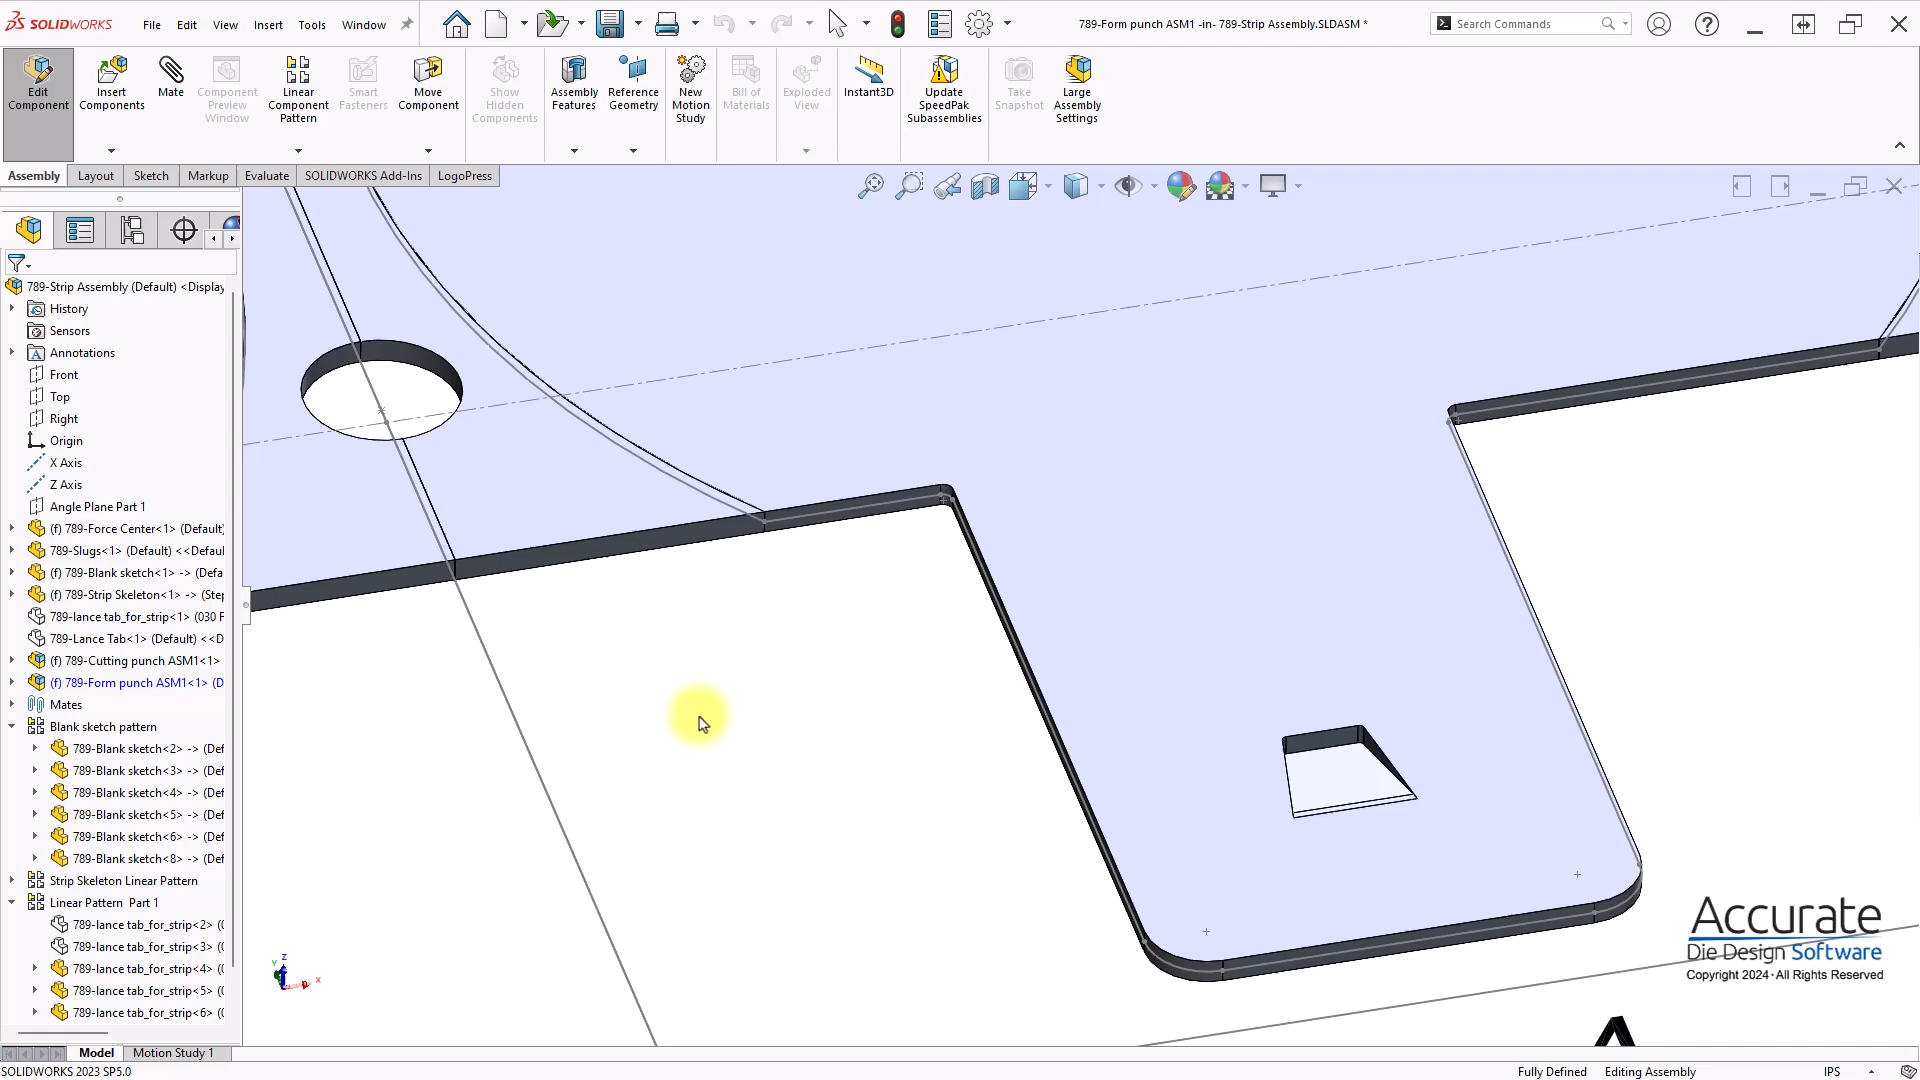 SOLIDWORKS File Edit View Insert Tools Window
789-Form punch ASM1 -in- 789-Strip Assembly.SLDASM *
Search Commands
Edit Component
Insert Components
Mate
Component Preview Window
Linear Component Pattern
Smart Fasteners
Move Component
Show Hidden Components
Assembly Features
Reference Geometry
New Motion Study
Bill of Materials
Exploded View
Instant3D
Update SpeedPak Subassemblies
Take Snapshot
Large Assembly Settings
Assembly Layout Sketch Markup Evaluate SOLIDWORKS Add-Ins LogoPress
789-Strip Assembly (Default) <Display
History
Sensors
Annotations
Front
Top
Right
Origin
X Axis
Z Axis
Angle Plane Part 1
(f) 789-Force Center<1> (Default)
789-Slugs<1> (Default) <<Defaul
(f) 789-Blank sketch<1> -> (Defa
(f) 789-Strip Skeleton<1> -> (Step
789-lance tab_for_strip<1> (030 F
789-Lance Tab<1> (Default) <<D
(f) 789-Cutting punch ASM1<1>
(f) 789-Form punch ASM1<1> (D
Mates
Blank sketch pattern
789-Blank sketch<2> -> (Def
789-Blank sketch<3> -> (Def
789-Blank sketch<4> -> (Def
789-Blank sketch<5> -> (Def
789-Blank sketch<6> -> (Def
789-Blank sketch<8> -> (Def
Strip Skeleton Linear Pattern
Linear Pattern Part 1
789-lance tab_for_strip<2> (0
789-lance tab_for_strip<3> (0
789-lance tab_for_strip<4> (0
789-lance tab_for_strip<5> (0
789-lance tab_for_strip<6> (0
Y Z X
Accurate
Die Design Software
Copyright 2024 · All Rights Reserved
Model Motion Study 1
SOLIDWORKS 2023 SP5.0
Fully Defined Editing Assembly IPS